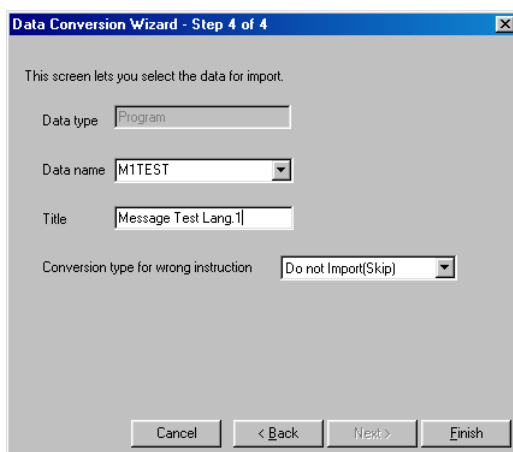 Data Conversion Wizard - Step 4 of 4
This screen lets you select the data for import.
Data type Program
Data name M1TEST
Title Message Test Lang.1
Conversion type for wrong instruction Do not Import(Skip)
Cancel < Back Next > Finish